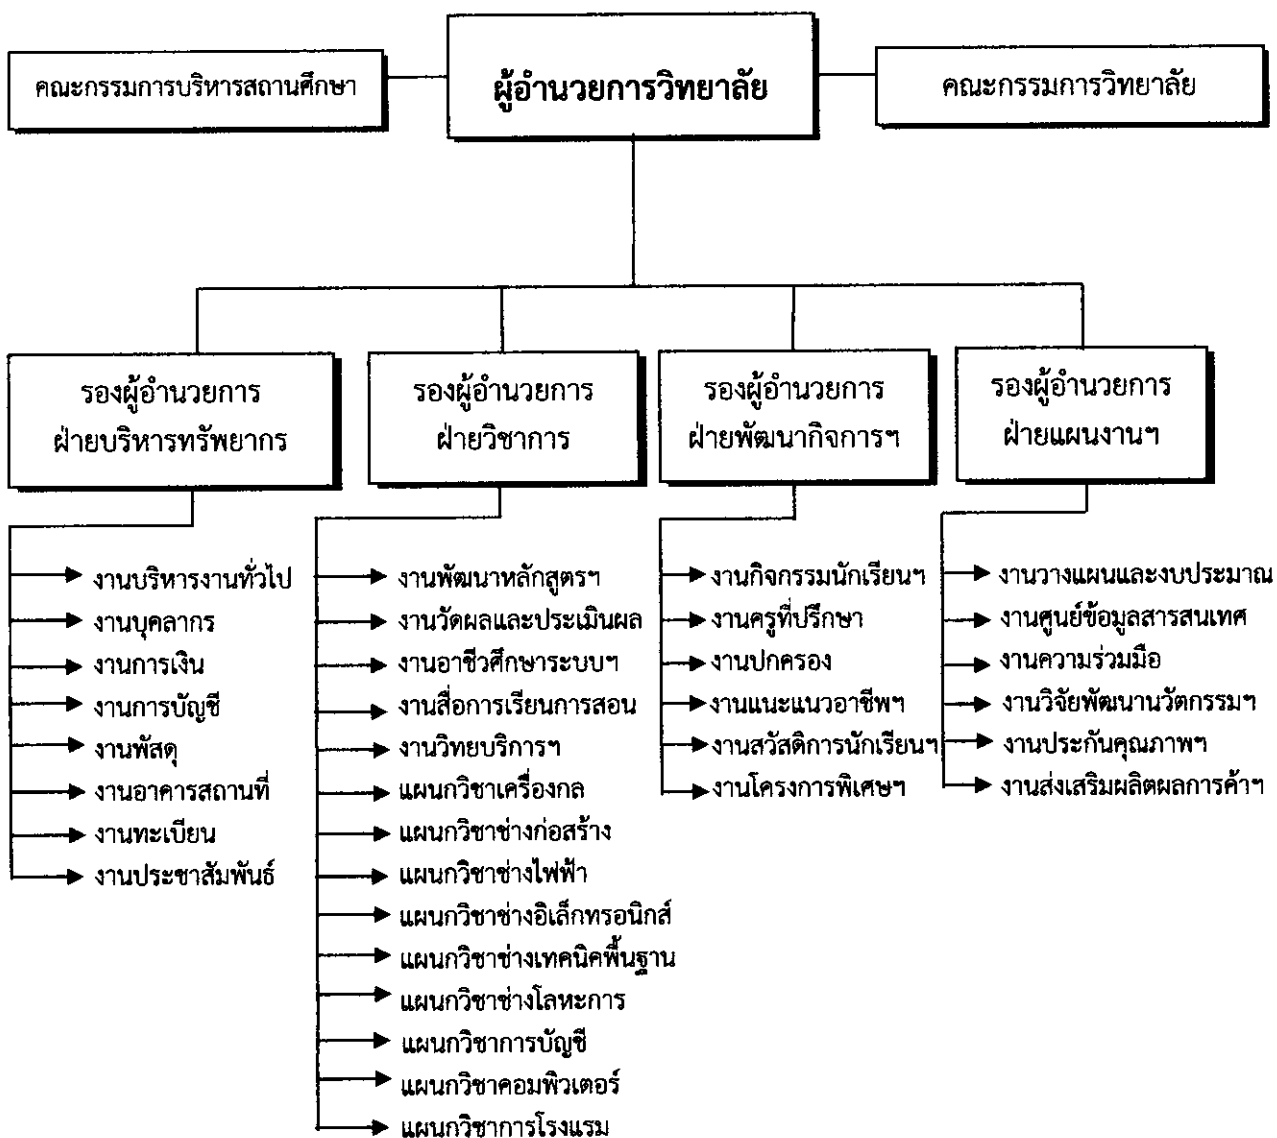 คณะกรรมการบริหารสถานศึกษา
ผู้อำนวยการวิทยาลัย
คณะกรรมการวิทยาลัย
รองผู้อำนวยการ
ฝ่ายบริหารทรัพยากร
รองผู้อำนวยการ
ฝ่ายวิชาการ
รองผู้อำนวยการ
ฝ่ายพัฒนากิจการฯ
รองผู้อำนวยการ
ฝ่ายแผนงานฯ
งานบริหารงานทั่วไป
งานบุคลากร
งานการเงิน
งานการบัญชี
งานพัสดุ
งานอาคารสถานที่
งานทะเบียน
งานประชาสัมพันธ์
งานพัฒนาหลักสูตรฯ
งานวัดผลและประเมินผล
งานอาชีวศึกษาระบบฯ
งานสื่อการเรียนการสอน
งานวิทยบริการฯ
แผนกวิชาเครื่องกล
แผนกวิชาช่างก่อสร้าง
แผนกวิชาช่างไฟฟ้า
แผนกวิชาช่างอิเล็กทรอนิกส์
แผนกวิชาช่างเทคนิคพื้นฐาน
แผนกวิชาช่างโลหะการ
แผนกวิชาการบัญชี
แผนกวิชาคอมพิวเตอร์
แผนกวิชาการโรงแรม
งานกิจกรรมนักเรียนฯ
งานครูที่ปรึกษา
งานปกครอง
งานแนะแนวอาชีพฯ
งานสวัสดิการนักเรียนฯ
งานโครงการพิเศษฯ
งานวางแผนและงบประมาณ
งานศูนย์ข้อมูลสารสนเทศ
งานความร่วมมือ
งานวิจัยพัฒนานวัตกรรมฯ
งานประกันคุณภาพฯ
งานส่งเสริมผลิตผลการค้าฯ